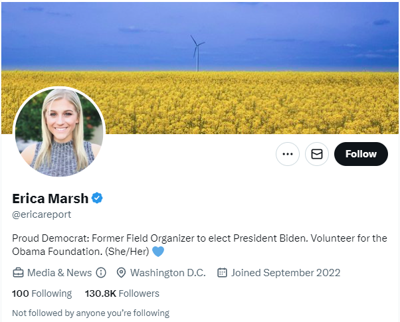 Follow
Erica Marsh
@ericareport
Proud Democrat: Former Field Organizer to elect President Biden. Volunteer for the
Obama Foundation. (She/Her) 💙
Media & News Washington D.C. Joined September 2022
100 Following 130.8K Followers
Not followed by anyone you're following